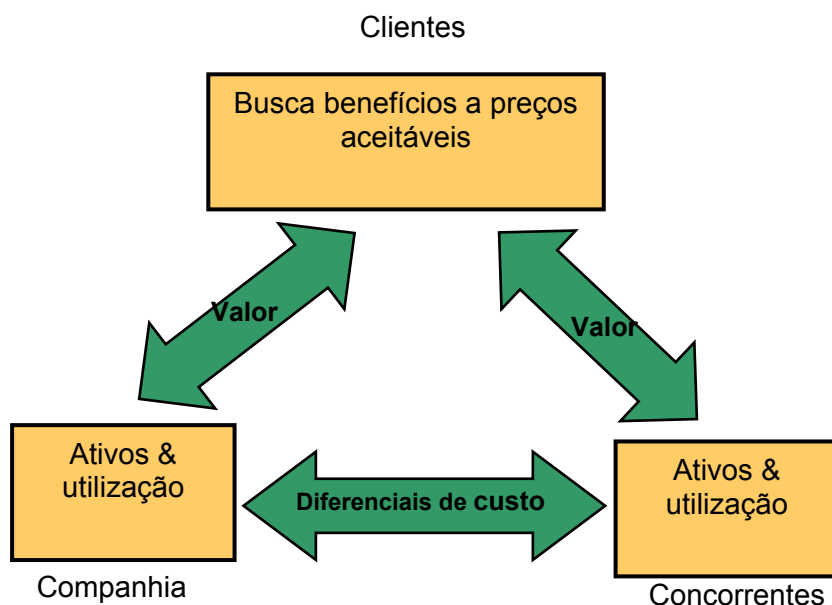 Clientes
Busca benefícios a preços
aceitáveis
Valor
Valor
Ativos &
utilização
Diferenciais de custo
Ativos &
utilização
Companhia
Concorrentes